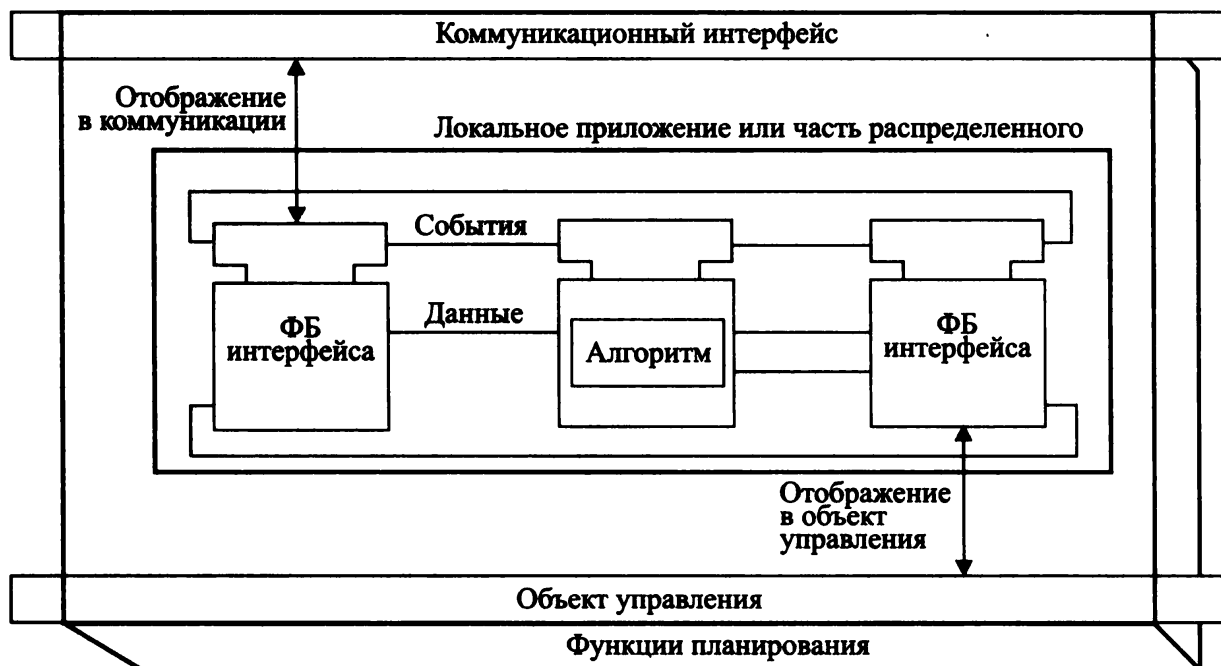 Коммуникационный интерфейс
Отображение
в коммуникации
Локальное приложение или часть распределенного
События
Данные
ФБ
интерфейса
Алгоритм
ФБ
интерфейса
Отображение
в объект
управления
Объект управления
Функции планирования